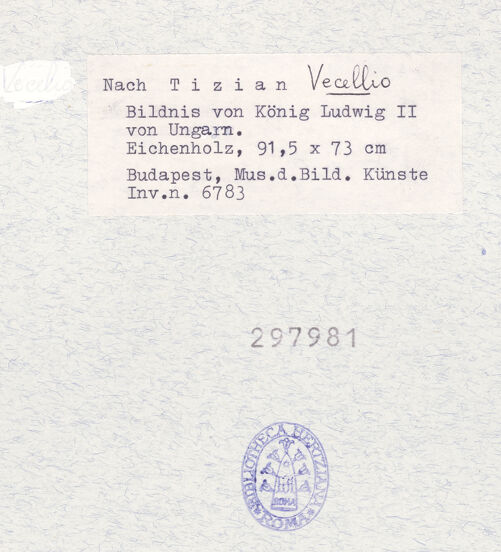 Vecellio
Nach Tizian Vecellio
Bildnis von König Ludwig II
von Ungarn.
Eichenholz, 91,5 x 73 cm
Budapest, Mus.d.Bild. Künste
Inv.n. 6783
297981
BIBLIOTHECA HERTZIANA
ROMA
ROMA